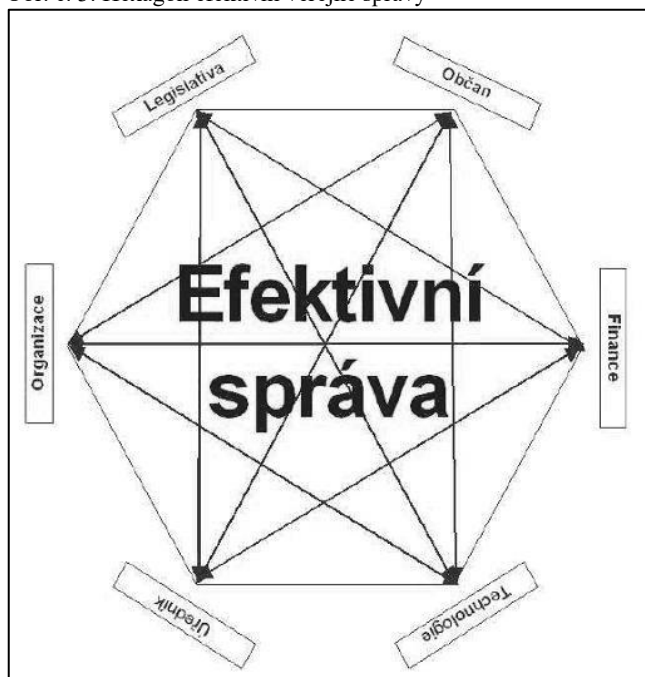 Legislativa
Občan
Organizace
Efektivní
správa
Finance
Úředník
Technologie